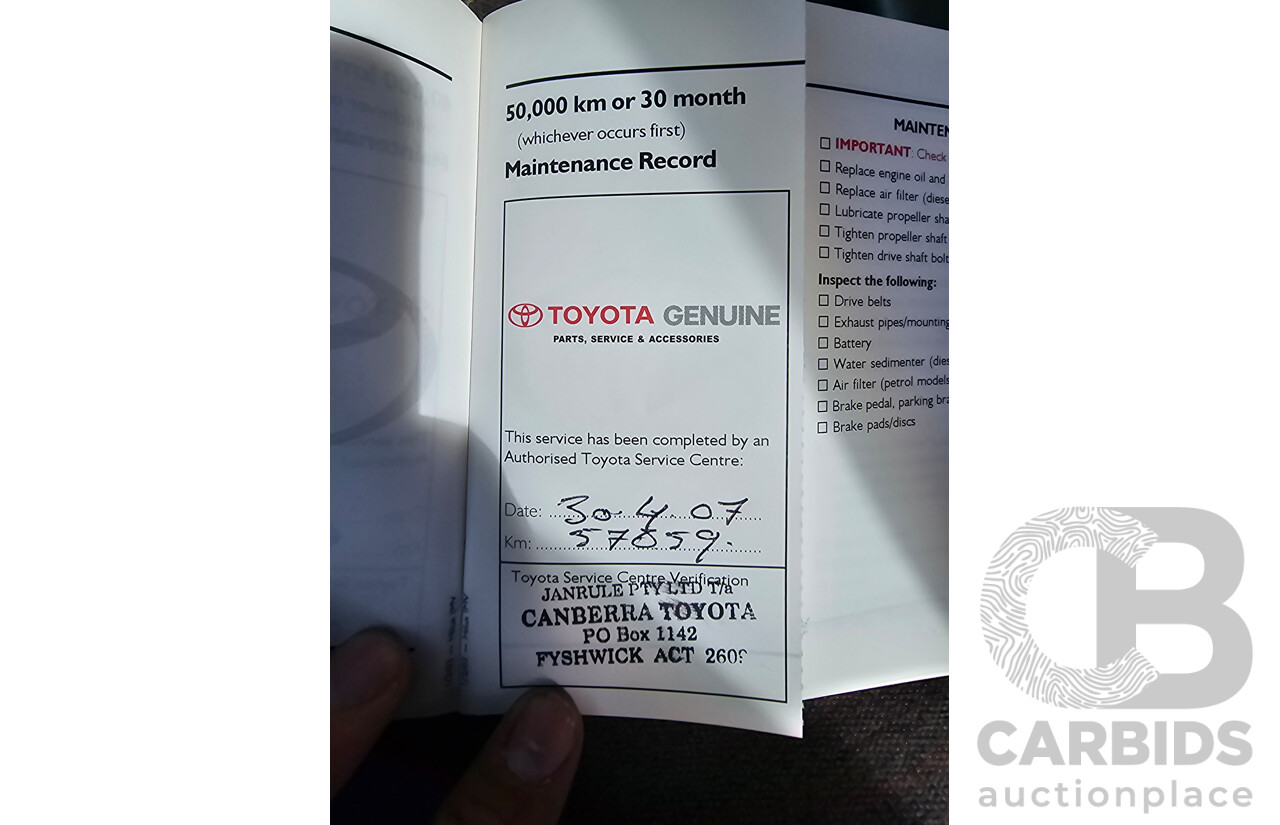 50,000 km or 30 month
(whichever occurs first)
Maintenance Record
TOYOTA GENUINE
PARTS, SERVICE & ACCESSORIES
This service has been completed by an
Authorised Toyota Service Centre:
Date: 30.4.07
Km: 57859.
Toyota Service Centre Verification
JANRULE PTY LTD T/a
CANBERRA TOYOTA
PO Box 1142
FYSHWICK ACT 2609
MAINTEN
IMPORTANT: Check
Replace engine oil and
Replace air filter (diese
Lubricate propeller sha
Tighten propeller shaft
Tighten drive shaft bolt
Inspect the following:
Drive belts
Exhaust pipes/mounting
Battery
Water sedimenter (dies
Air filter (petrol models
Brake pedal, parking bra
Brake pads/discs
CARBIDS
auctionplace